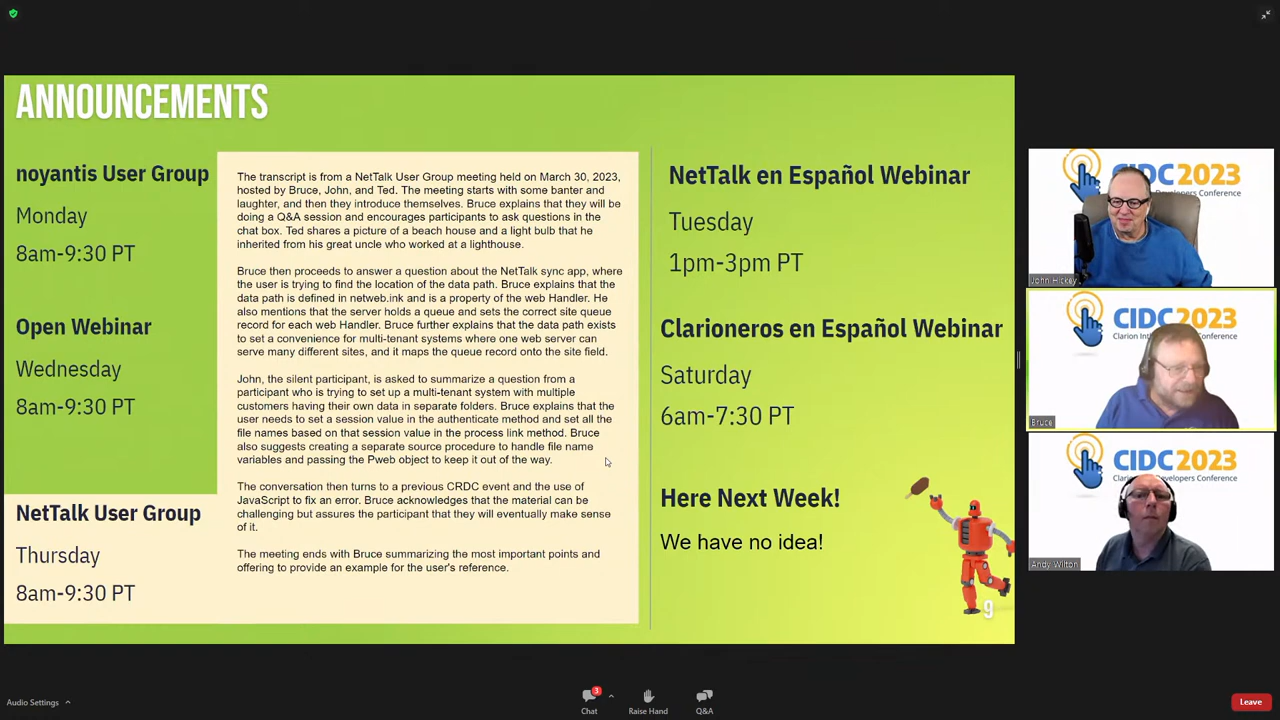 ANNOUNCEMENTS
noyantis User Group
Monday
8am-9:30 PT
Open Webinar
Wednesday
8am-9:30 PT
NetTalk User Group
Thursday
8am-9:30 PT
The transcript is from a NetTalk User Group meeting held on March 30, 2023,
hosted by Bruce, John, and Ted. The meeting starts with some banter and
laughter, and then they introduce themselves. Bruce explains that they will be
doing a Q&A session and encourages participants to ask questions in the
chat box. Ted shares a picture of a beach house and a light bulb that he
inherited from his great uncle who worked at a lighthouse.
Bruce then proceeds to answer a question about the NetTalk sync app, where
the user is trying to find the location of the data path. Bruce explains that the
data path is defined in netweb.ink and is a property of the web Handler. He
also mentions that the server holds a queue and sets the correct site queue
record for each web Handler. Bruce further explains that the data path exists
to set a convenience for multi-tenant systems where one web server can
serve many different sites, and it maps the queue record onto the site field.
John, the silent participant, is asked to summarize a question from a
participant who is trying to set up a multi-tenant system with multiple
customers having their own data in separate folders. Bruce explains that the
user needs to set a session value in the authenticate method and set all the
file names based on that session value in the process link method. Bruce
also suggests creating a separate source procedure to handle file name
variables and passing the Pweb object to keep it out of the way.
The conversation then turns to a previous CRDC event and the use of
JavaScript to fix an error. Bruce acknowledges that the material can be
challenging but assures the participant that they will eventually make sense
of it.
The meeting ends with Bruce summarizing the most important points and
offering to provide an example for the user's reference.
NetTalk en Español Webinar
Tuesday
1pm-3pm PT
Clarioneros en Español Webinar
Saturday
6am-7:30 PT
Here Next Week!
We have no idea!
9
CIDC 2023
Developers Conference
John Hickey
CIDC 2023
Clarion Int Conference
Bruce
CIDC 2023
Clarion Int Developers Conference
Andy Wilton
Audio Settings
3
Chat
Raise Hand
Q&A
Leave